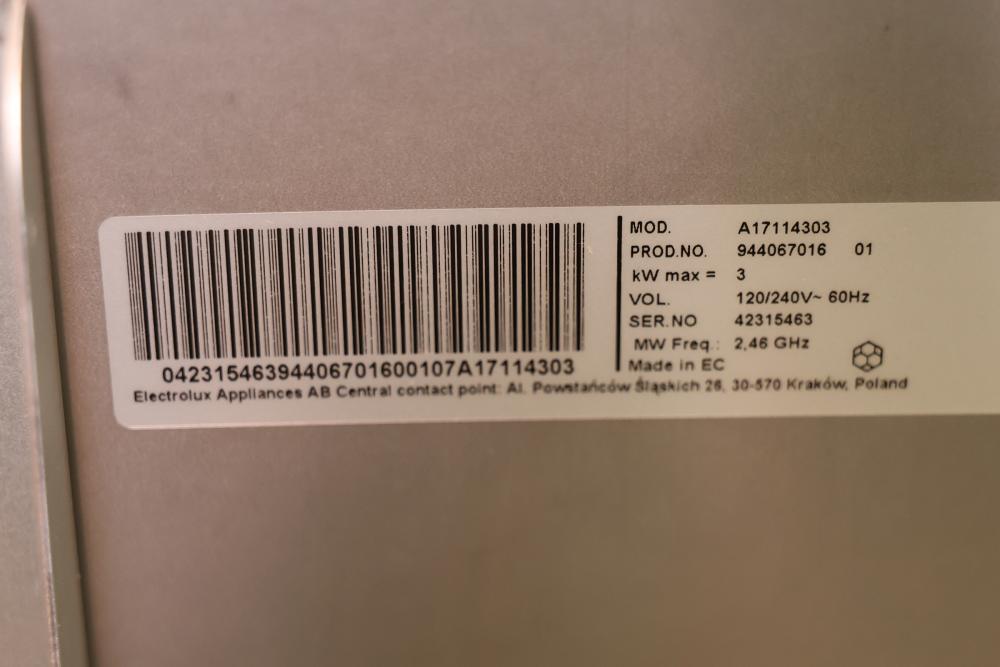 MOD. A17114303
PROD.NO. 944067016 01
kW max = 3
VOL. 120/240V~ 60Hz
SER.NO 42315463
MW Freq.: 2,46 GHz
Made in EC
04231546394406701600107A17114303
Electrolux Appliances AB Central contact point: Al. Powstańców Śląskich 26, 30-570 Kraków, Poland